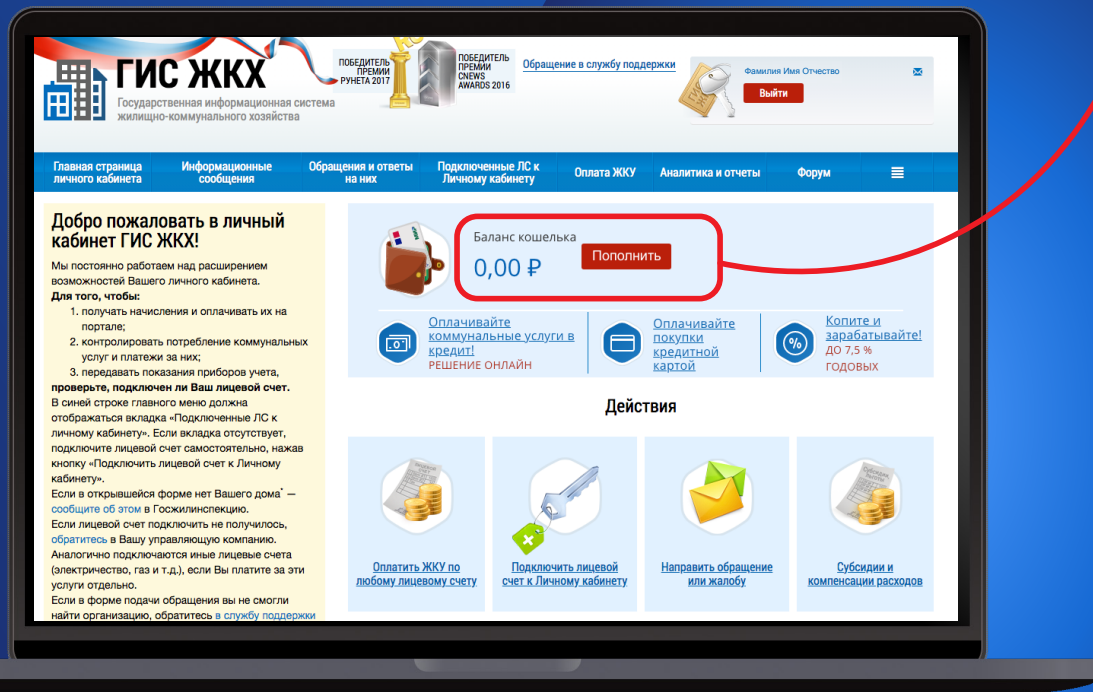 ГИС ЖКХ
Государственная информационная система
жилищно-коммунального хозяйства
ПОБЕДИТЕЛЬ
ПРЕМИИ
РУНЕТА 2017
ПОБЕДИТЕЛЬ
ПРЕМИИ
CNEWS
AWARDS 2016
Обращение в службу поддержки
Фамилия Имя Отчество
Выйти
Главная страница
личного кабинета
Информационные
сообщения
Обращения и ответы
на них
Подключенные ЛС к
Личному кабинету
Оплата ЖКУ
Аналитика и отчеты
Форум
Добро пожаловать в личный
кабинет ГИС ЖКХ!
Мы постоянно работаем над расширением
возможностей Вашего личного кабинета.
Для того, чтобы:
1. получать начисления и оплачивать их на
портале;
2. контролировать потребление коммунальных
услуг и платежи за них;
3. передавать показания приборов учета,
проверьте, подключен ли Ваш лицевой счет.
В синей строке главного меню должна
отображаться вкладка «Подключенные ЛС к
личному кабинету». Если вкладка отсутствует,
подключите лицевой счет самостоятельно, нажав
кнопку «Подключить лицевой счет к Личному
кабинету».
Если в открывшейся форме нет Вашего дома* —
сообщите об этом в Госжилинспекцию.
Если лицевой счет подключить не получилось,
обратитесь в Вашу управляющую компанию.
Аналогично подключаются иные лицевые счета
(электричество, газ и т.д.), если Вы платите за эти
услуги отдельно.
Если в форме подачи обращения вы не смогли
найти организацию, обратитесь в службу поддержки
Баланс кошелька
0,00 ₽
Пополнить
Оплачивайте
коммунальные услуги в
кредит!
РЕШЕНИЕ ОНЛАЙН
Оплачивайте
покупки
кредитной
картой
Копите и
зарабатывайте!
ДО 7,5 %
ГОДОВЫХ
Действия
Оплатить ЖКУ по
любому лицевому счету
Подключить лицевой
счет к Личному кабинету
Направить обращение
или жалобу
Субсидии и
компенсации расходов